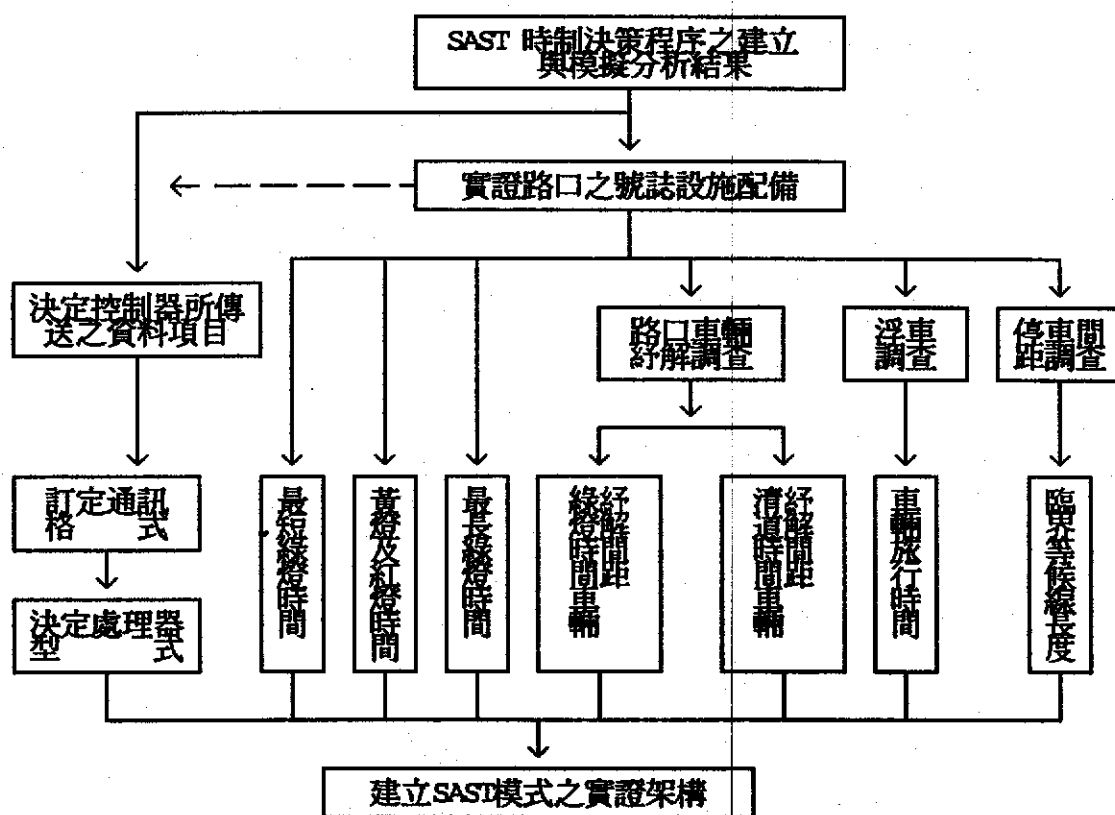 SAST 時制決策程序之建立
與模擬分析結果
實證路口之號誌設施配備
決定控制器所傳
送之資料項目
路口車輛
紓解調查
浮車
調查
停車間
距調查
訂定通訊
格式
決定處理器
型式
最短綠燈時間
黃燈及紅燈時間
最長綠燈時間
紓解間距
綠燈時間車輛
紓解間距
清道時間車輛
車輛旅行時間
臨界等候線長度
建立SAST模式之實證架構